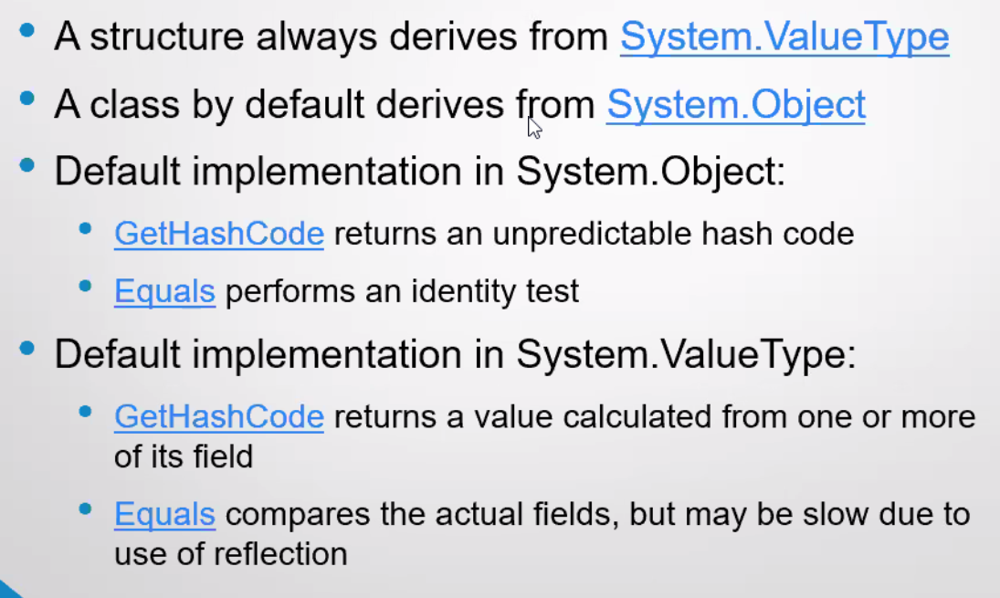 A structure always derives from System.ValueType
A class by default derives from System.Object
Default implementation in System.Object:
GetHashCode returns an unpredictable hash code
Equals performs an identity test
Default implementation in System.ValueType:
GetHashCode returns a value calculated from one or more
of its field
Equals compares the actual fields, but may be slow due to
use of reflection